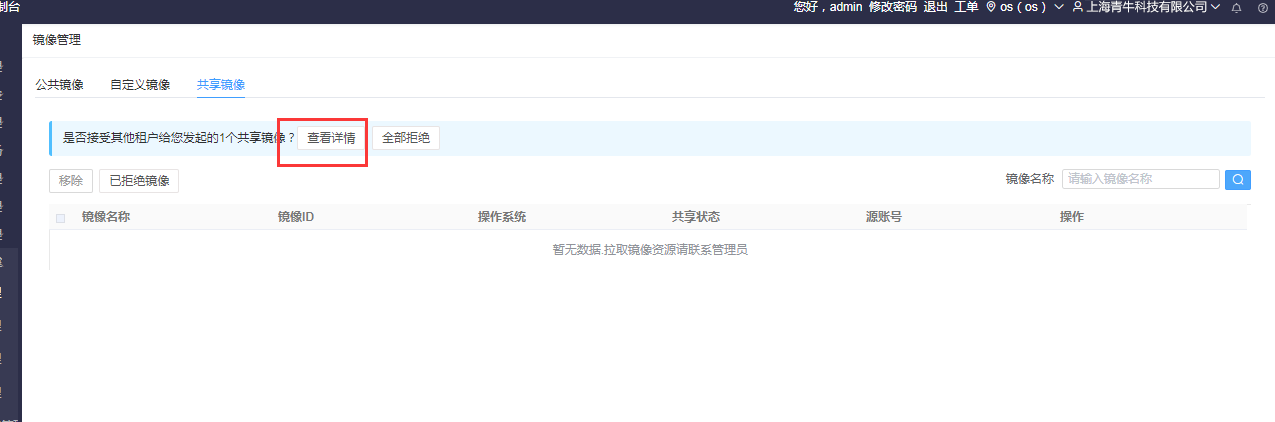 制台
您好，admin 修改密码 退出 工单 os（os） 上海青牛科技有限公司
镜像管理
公共镜像 自定义镜像 共享镜像
是否接受其他租户给您发起的1个共享镜像？ 查看详情 全部拒绝
移除 已拒绝镜像 镜像名称 请输入镜像名称
镜像名称 镜像ID 操作系统 共享状态 源账号 操作
暂无数据.拉取镜像资源请联系管理员